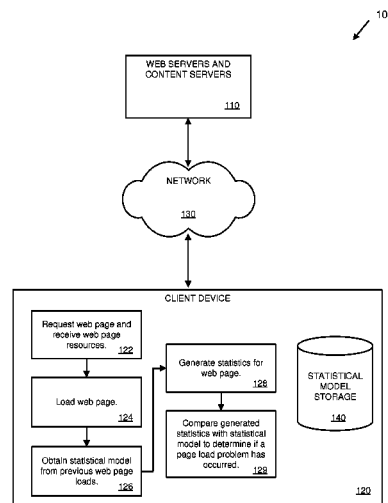 10
WEB SERVERS AND
CONTENT SERVERS
110
NETWORK
130
CLIENT DEVICE
Request web page and
receive web page
resources. 122
Load web page.
124
Obtain statistical model
from previous web page
loads. 126
Generate statistics for
web page. 128
Compare generated
statistics with statistical
model to determine if a
page load problem has
occurred. 129
STATISTICAL
MODEL
STORAGE
140
120